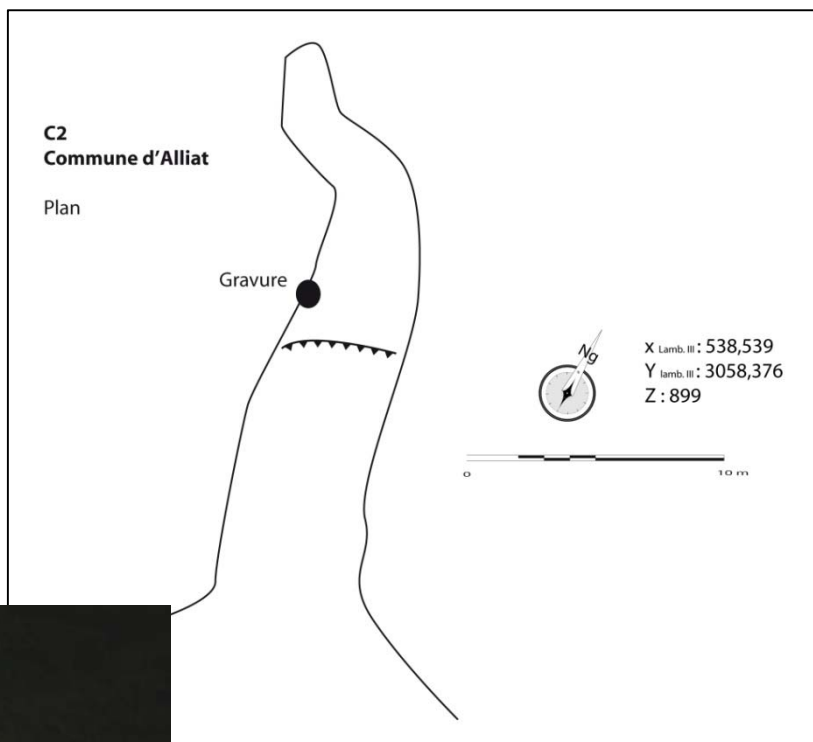 C2
Commune d'Alliat
Plan
Gravure
Ng
x Lamb. III : 538,539
Y lamb. III : 3058,376
Z : 899
0 10 m